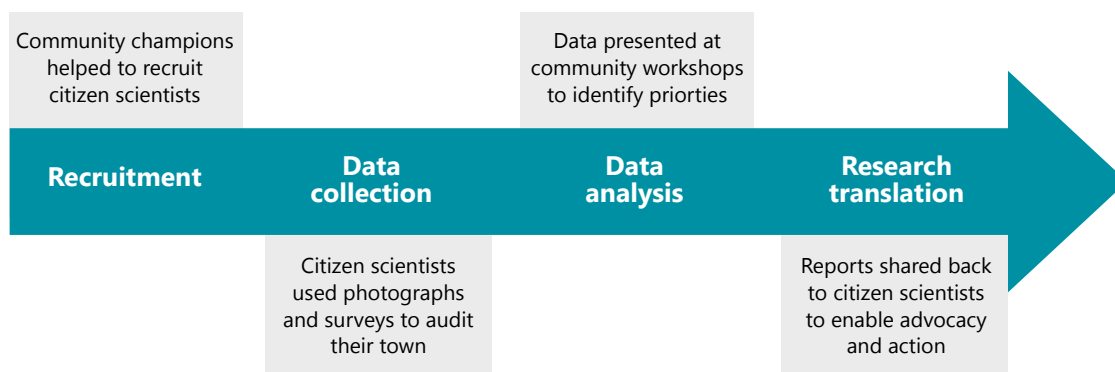 Community champions
helped to recruit
citizen scientists
Data presented at
community workshops
to identify priorties
Recruitment
Data
collection
Data
analysis
Research
translation
Citizen scientists
used photographs
and surveys to audit
their town
Reports shared back
to citizen scientists
to enable advocacy
and action